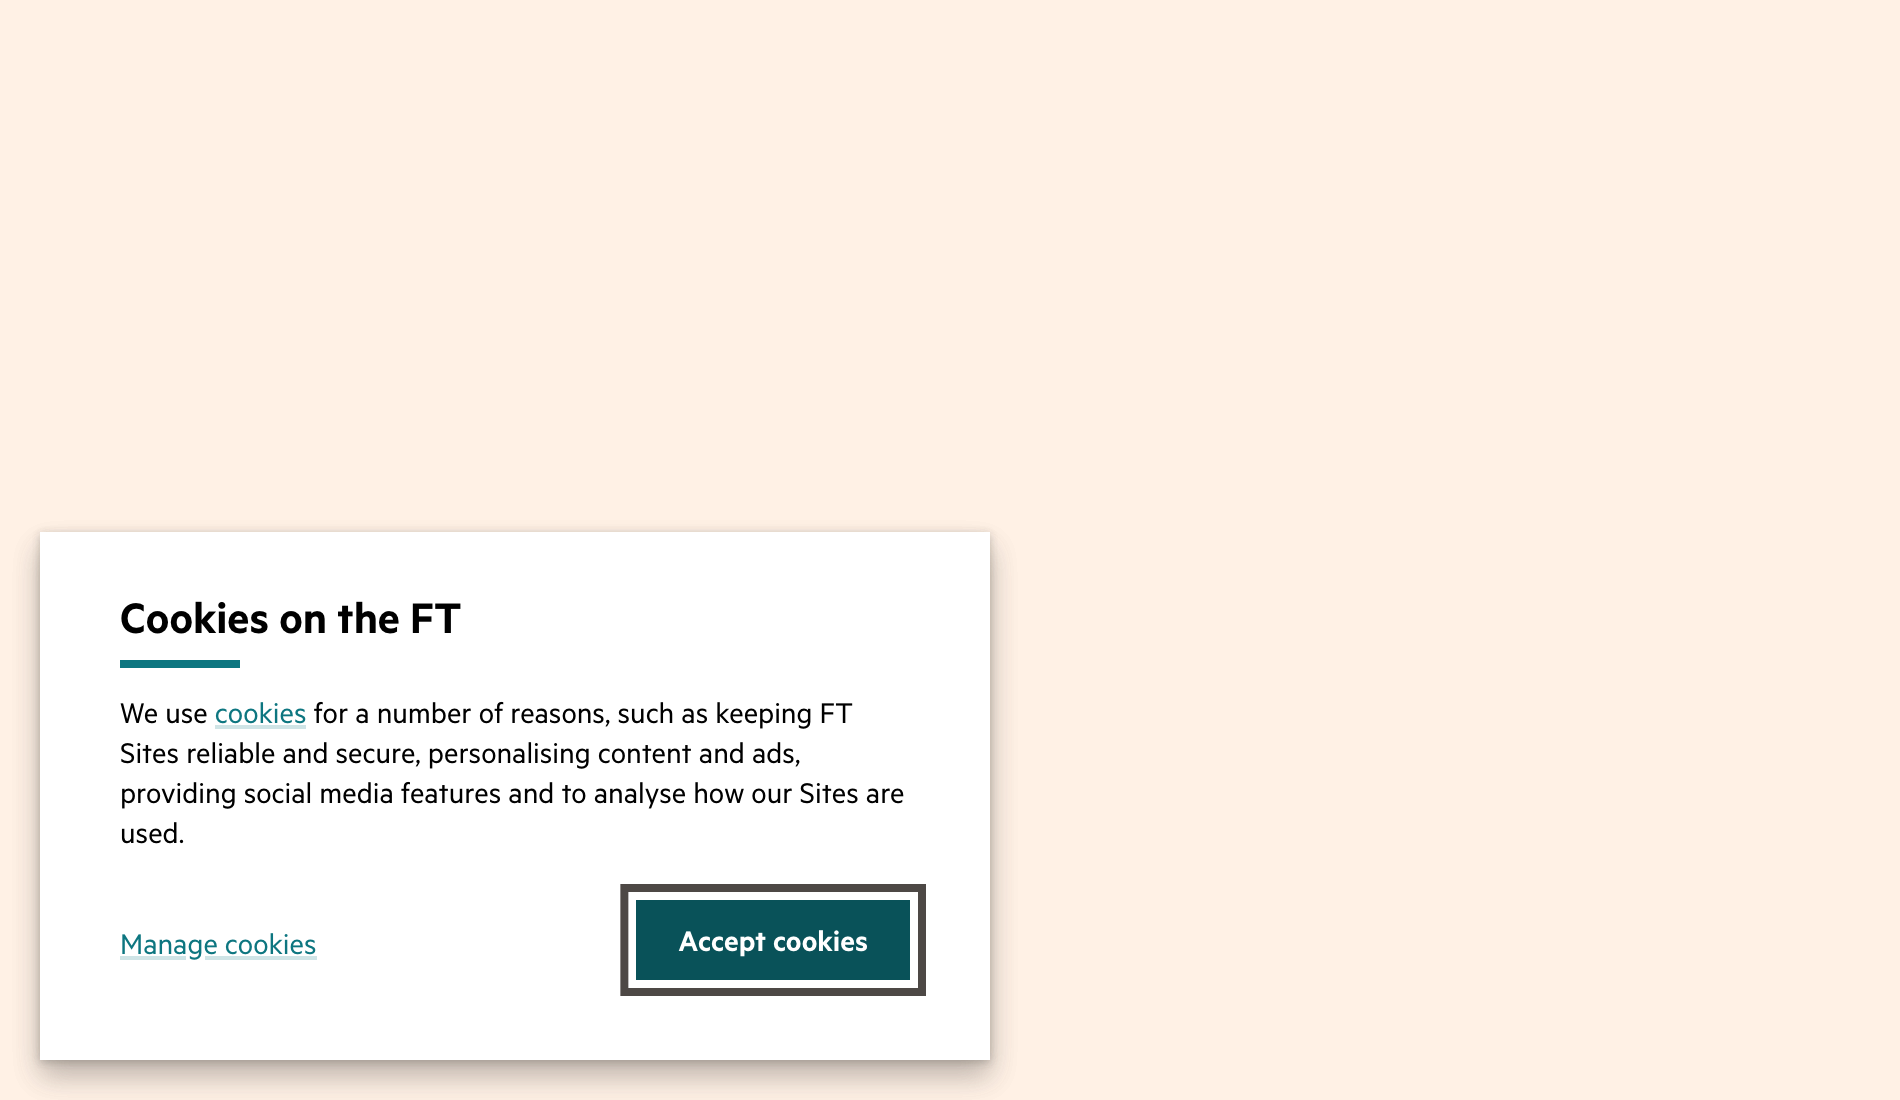 Cookies on the FT
We use cookies for a number of reasons, such as keeping FT
Sites reliable and secure, personalising content and ads,
providing social media features and to analyse how our Sites are
used.
Manage cookies
Accept cookies